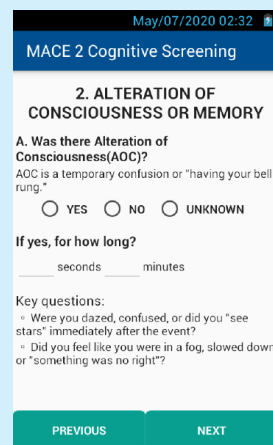 May/07/2020 02:32
MACE 2 Cognitive Screening
2. ALTERATION OF
CONSCIOUSNESS OR MEMORY
A. Was there Alteration of
Consciousness(AOC)?
AOC is a temporary confusion or "having your bell
rung."
YES NO UNKNOWN
If yes, for how long?
seconds minutes
Key questions:
◦ Were you dazed, confused, or did you "see
stars" immediately after the event?
◦ Did you feel like you were in a fog, slowed down
or "something was no right"?
PREVIOUS NEXT